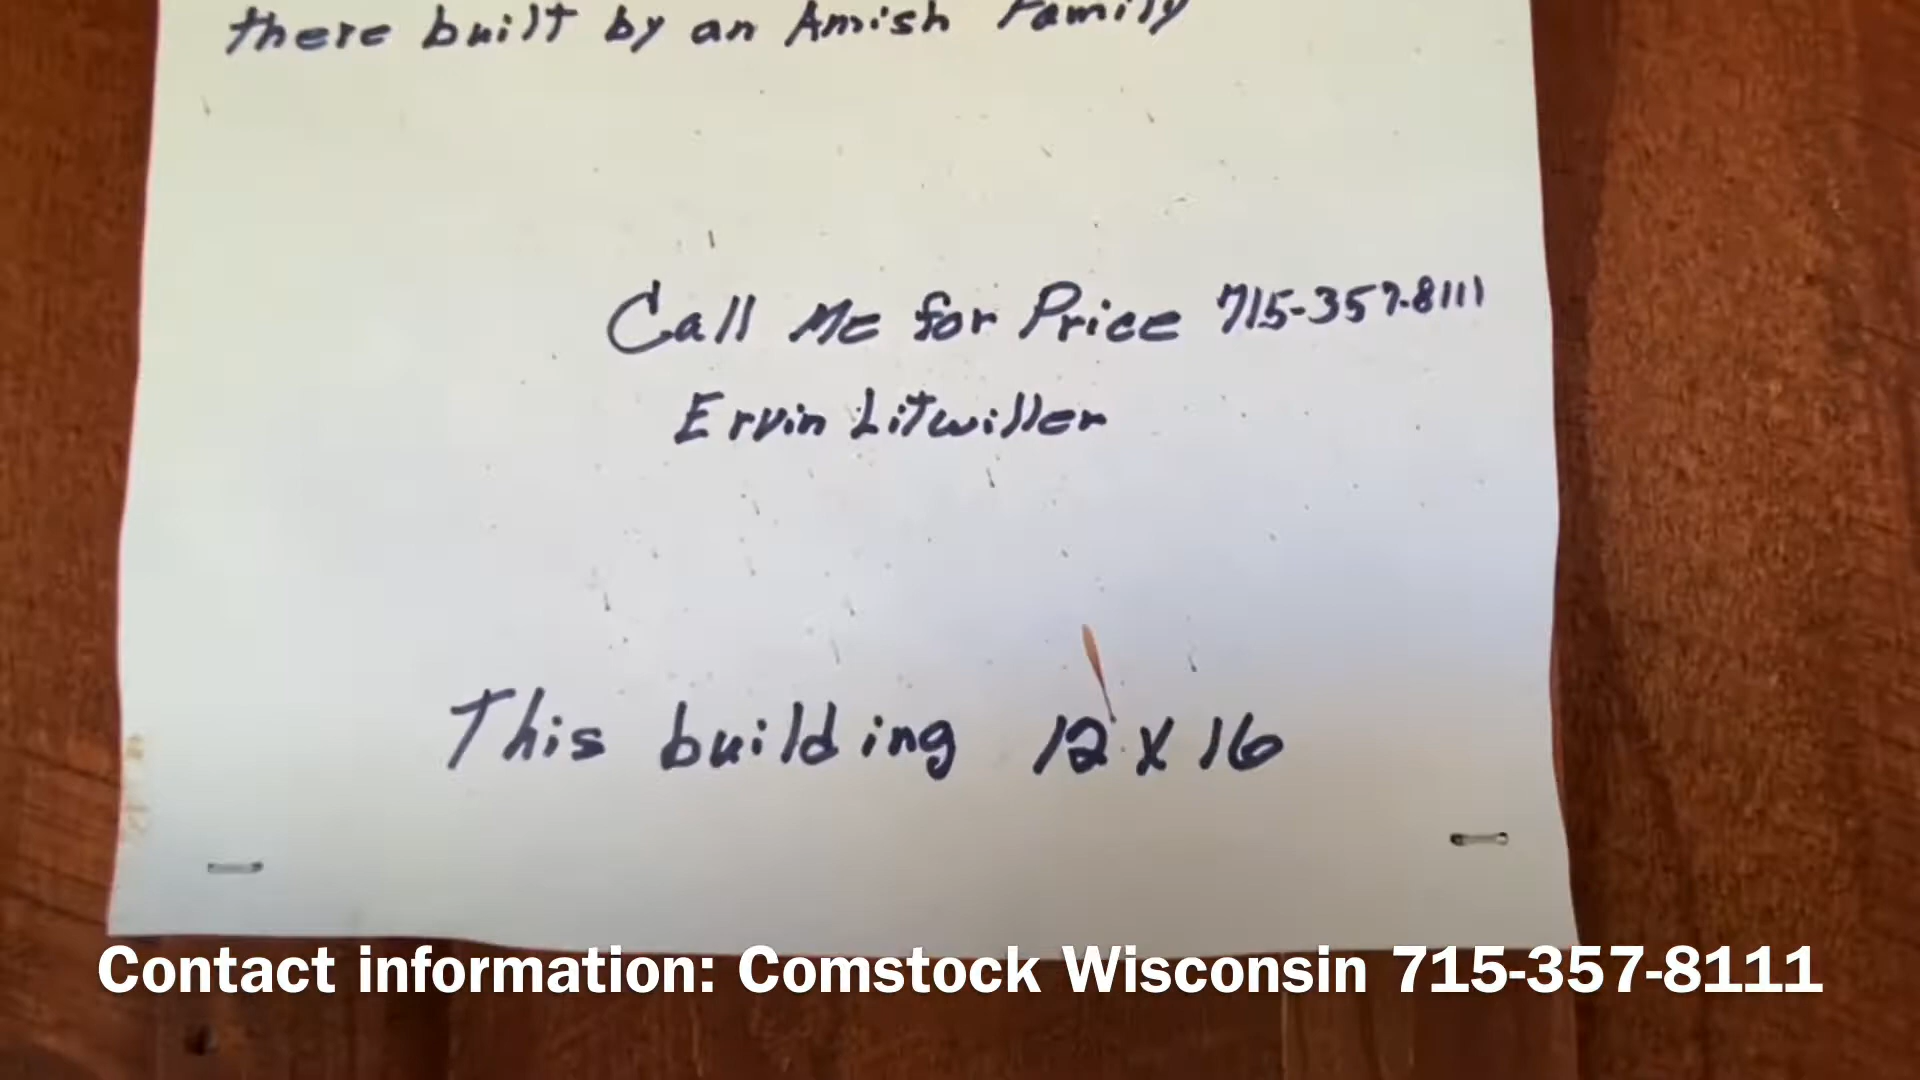 there built by an Amish Family
Call Me for Price 715-357-8111
Ervin Litwiller
This building 12 x 16
Contact information: Comstock Wisconsin 715-357-8111